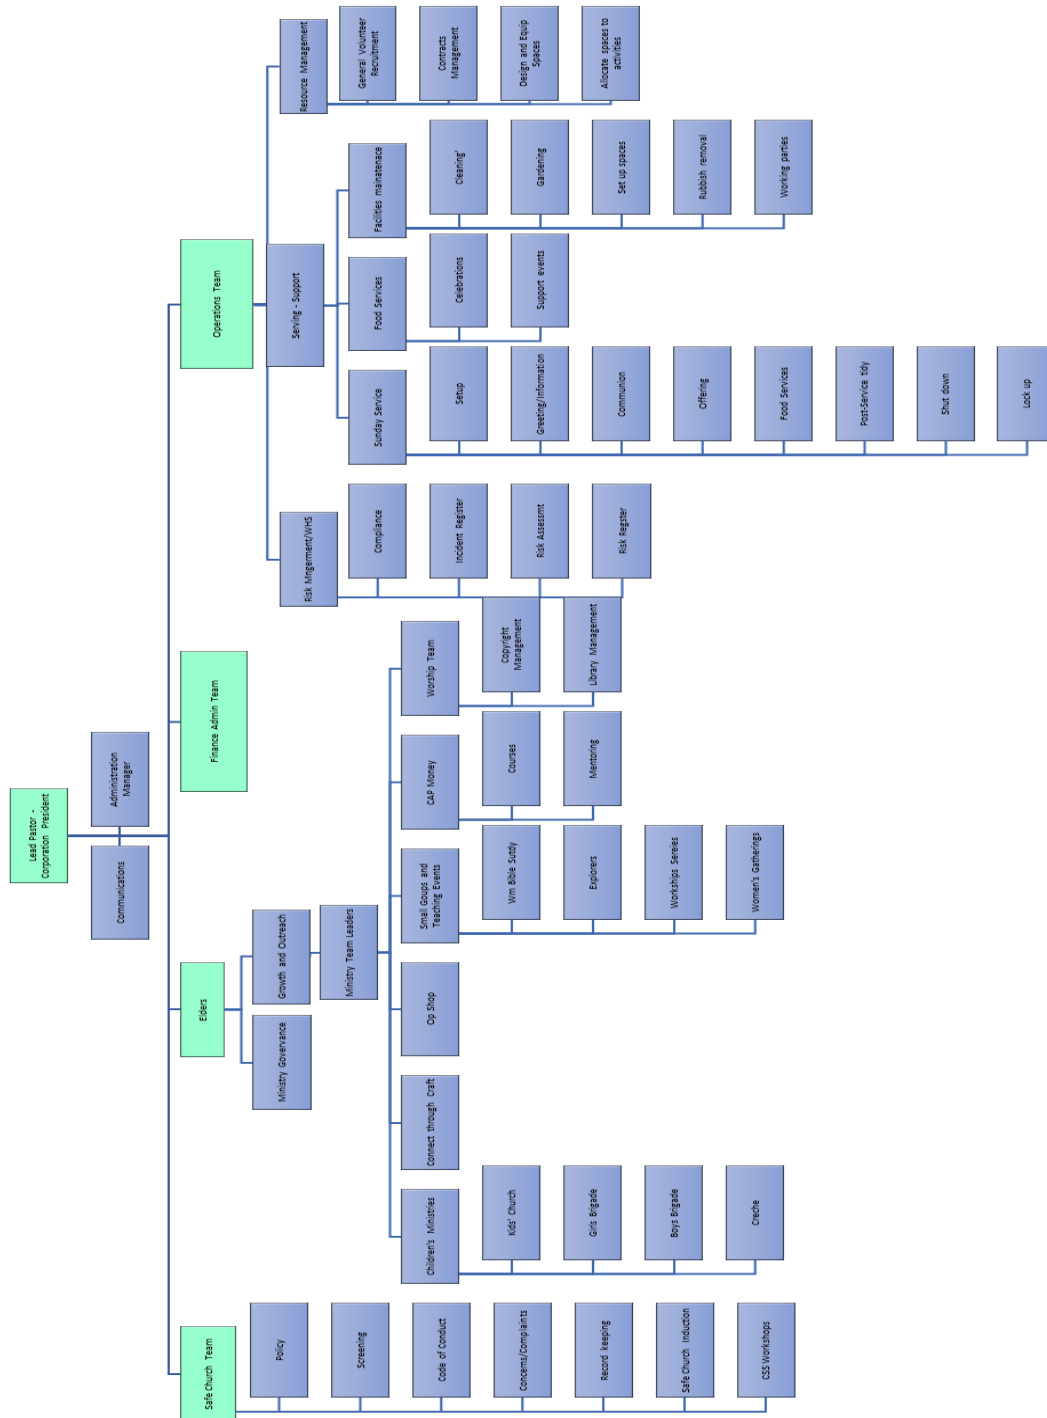 Lead Pastor -
Corporation President
Communications
Administration
Manager
Safe Church Team
Elders
Finance Admin Team
Operations Team
Policy
Screening
Code of Conduct
Concerns/Complaints
Record keeping
Safe Church Induction
CSS Workshops
Ministry Govervance
Growth and Outreach
Ministry Team Leaders
Children's Ministries
Kids' Church
Girls Brigade
Boys Brigade
Creche
Connect through Craft
Op Shop
Small Goups and
Teaching Events
Wm Bible Sutdy
Explorers
Workships Sereies
Women's Gatherings
CAP Money
Courses
Mentoring
Worship Team
Copyright
Management
Library Management
Risk Mngerment/WHS
Compliance
Incident Register
Risk Assessmt
Risk Regster
Serving - Support
Sunday Service
Setup
Greeting/Information
Communion
Offering
Food Services
Post-Service tidy
Shut down
Lock up
Food Services
Celebrations
Support events
Facilities mainatenace
Cleaning'
Gardening
Set up spaces
Rubbish removal
Working parties
Resource Management
General Volunteer
Recruitment
Contracts
Management
Design and Equip
Spaces
Allocate spaces to
activities